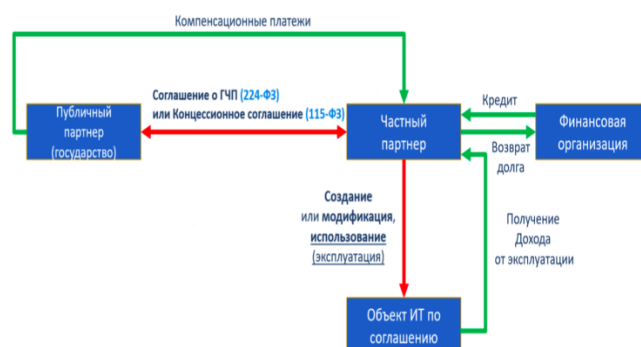 Компенсационные платежи
Соглашение о ГЧП (224-ФЗ)
или Концессионное соглашение (115-ФЗ)
Публичный
партнер
(государство)
Частный
партнер
Кредит
Возврат
долга
Финансовая
организация
Создание
или модификация,
использование
(эксплуатация)
Получение
Дохода
от эксплуатации
Объект ИТ по
соглашению